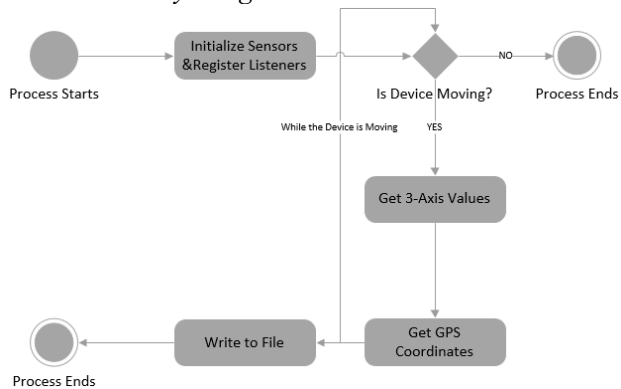 Initialize Sensors
&Register Listeners
NO
Process Starts
Is Device Moving?
Process Ends
While the Device is Moving
YES
Get 3-Axis Values
Write to File
Get GPS
Coordinates
Process Ends